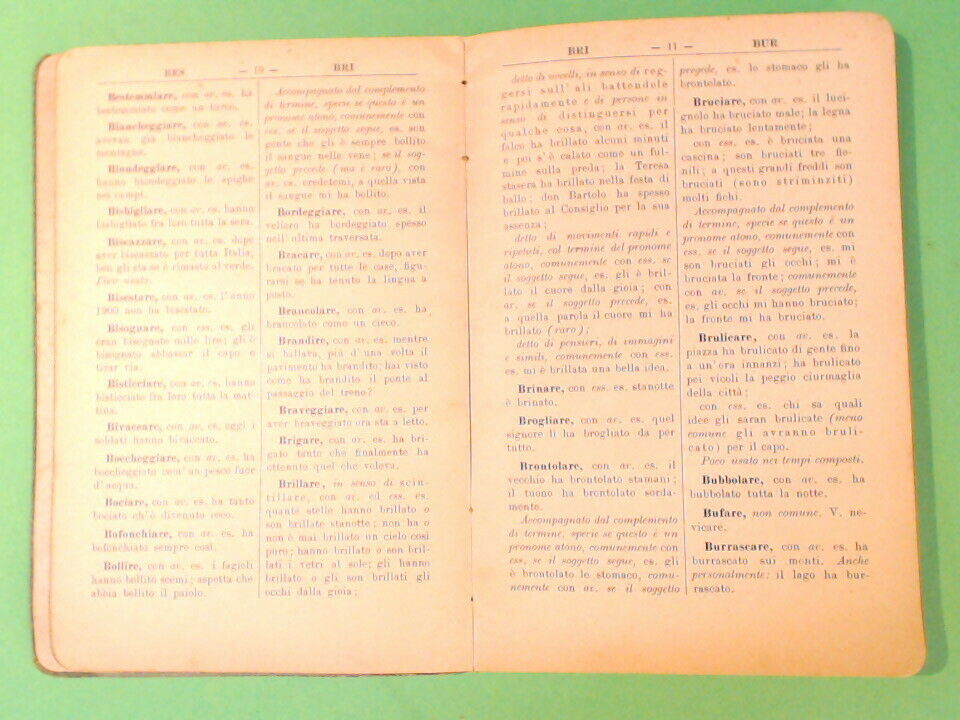 BES — 10 — BRI
Bestemmiare, con av. es. ha
bestemmiato come un turco.
Biancheggiare, con av. es.
avevan già biancheggiato le
montagne.
Biondeggiare, con av. es.
hanno biondeggiato le spighe
nei campi.
Bisbigliare, con av. es. hanno
bisbigliato fra loro tutta la sera.
Biscazzare, con av. es. dopo
aver biscazzato per tutta Italia,
ben gli sta se è rimasto al verde.
Poco usato.
Bisestare, con av. es. l'anno
1900 non ha bisestato.
Bisognare, con ess. es. gli
eran bisognate mille lire; gli è
bisognato abbassar il capo e
tirar via.
Bisticciare, con av. es. hanno
bisticciato fra loro tutta la mat-
tina.
Bivaccare, con av. es. oggi i
soldati hanno bivaccato.
Boccheggiare, con av. es. ha
boccheggiato com'un pesce fuor
d'acqua.
Bociare, con av. es. ha tanto
bociato ch'è divenuto roco.
Bofonchiare, con av. es. ha
bofonchiato sempre così.
Bollire, con av. es. i fagioli
hanno bollito scemi; aspetta che
abbia bollito il paiolo.
Accompagnato dal complemento
di termine, specie se questo è un
pronome atono, comunemente con
ess. se il soggetto segue, es. son
gente che gli è sempre bollito
il sangue nelle vene; se il sog-
getto precede (ma è raro), con
av. es. credetemi, a quella vista
il sangue mi ha bollito.
Bordeggiare, con av. es. il
veliero ha bordeggiato spesso
nell'ultima traversata.
Bracare, con av. es. dopo aver
bracato per tutte le case, figu-
rarsi se ha tenuto la lingua a
posto.
Brancolare, con av. es. ha
brancolato come un cieco.
Brandire, con av. es. mentre
si ballava, più d'una volta il
pavimento ha brandito; hai visto
come ha brandito il ponte al
passaggio del treno?
Braveggiare, con av. es. per
aver braveggiato ora sta a letto.
Brigare, con av. es. ha bri-
gato tanto che finalmente ha
ottenuto quel che voleva.
Brillare, in senso di scin-
tillare, con av. ed ess. es.
quante stelle hanno brillato o
son brillate stanotte; non ha o
non è mai brillato un cielo così
puro; hanno brillato o son bril-
lati i vetri al sole; gli hanno
brillato o gli son brillati gli
occhi dalla gioia;
BRI — 11 — BUR
detto di uccelli, in senso di reg-
gersi sull'ali battendole
rapidamente e di persone in
senso di distinguersi per
qualche cosa, con av. es. il
falco ha brillato alcuni minuti
e poi s'è calato come un ful-
mine sulla preda; la Teresa
stasera ha brillato nella festa di
ballo; don Bartolo ha spesso
brillato al Consiglio per la sua
assenza;
detto di movimenti rapidi e
ripetuti, col termine del pronome
atono, comunemente con ess. se
il soggetto segue, es. gli è bril-
lato il cuore dalla gioia; con
av. se il soggetto precede, es.
a quella parola il cuore mi ha
brillato (raro);
detto di pensieri, di immagini
e simili, comunemente con ess.
es. mi è brillata una bella idea.
Brinare, con ess. es. stanotte
è brinato.
Brogliare, con av. es. quel
signore lì ha brogliato da per
tutto.
Brontolare, con av. es. il
vecchio ha brontolato stamani;
il tuono ha brontolato sorda-
mente.
Accompagnato dal complemento
di termine, specie se questo è un
pronome atono, comunemente con
ess. se il soggetto segue, es. gli
è brontolato lo stomaco, comu-
nemente con av. se il soggetto
precede, es. lo stomaco gli ha
brontolato.
Bruciare, con av. es. il luci-
gnolo ha bruciato male; la legna
ha bruciato lentamente;
con ess. es. è bruciata una
cascina; son bruciati tre fie-
nili; a questi grandi freddi son
bruciati (sono striminziti)
molti fichi.
Accompagnato dal complemento
di termine, specie se questo è un
pronome atono, comunemente con
ess. se il soggetto segue, es. mi
son bruciati gli occhi; mi è
bruciata la fronte; comunemente
con av. se il soggetto precede,
es. gli occhi mi hanno bruciato;
la fronte mi ha bruciato.
Brulicare, con av. es. la
piazza ha brulicato di gente fino
a un'ora innanzi; ha brulicato
pei vicoli la peggio ciurmaglia
della città;
con ess. es. chi sa quali
idee gli saran brulicate (meno
comune gli avranno bruli-
cato) per il capo.
Poco usato nei tempi composti.
Bubbolare, con av. es. ha
bubbolato tutta la notte.
Bufare, non comune. V. ne-
vicare.
Burrascare, con av. es. ha
burrascato sui monti. Anche
personalmente: il lago ha bur-
rascato.